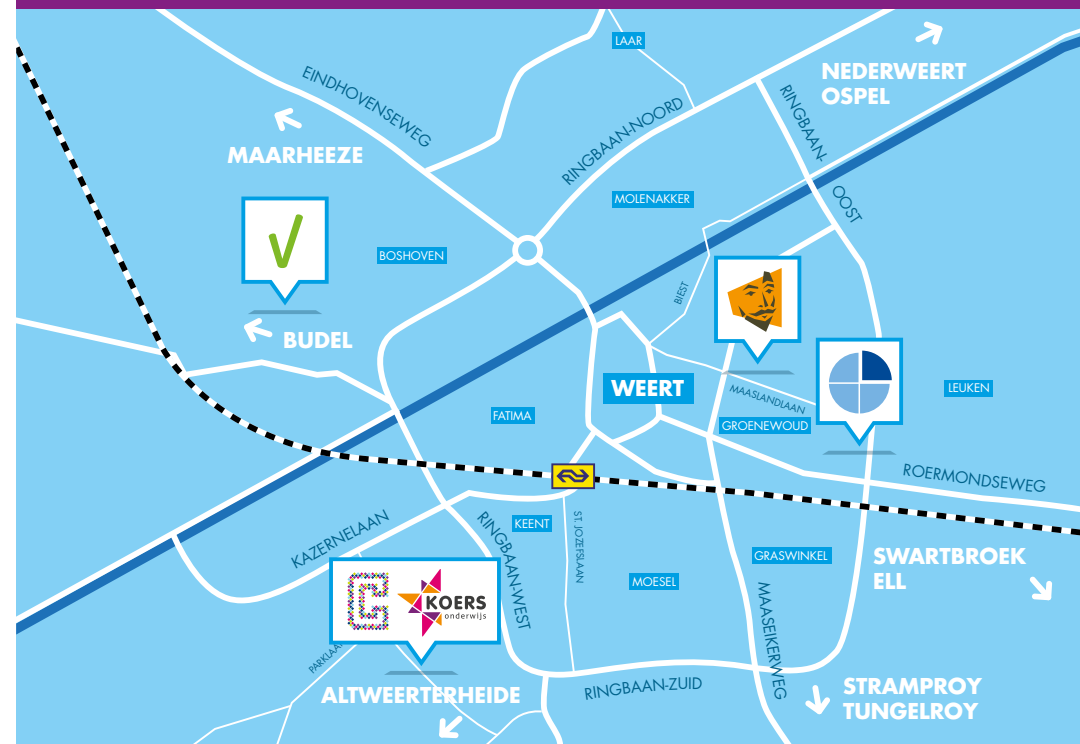 LAAR
NEDERWEERT
OSPEL
EINDHOVENSEWEG
RINGBAAN-NOORD
RINGBAAN-
OOST
MAARHEEZE
MOLENAKKER
BOSHOVEN
BIEST
BUDEL
WEERT
MAASLANDLAAN
LEUKEN
FATIMA
GROENEWOUD
ROERMONDSEWEG
KAZERNELAAN
RINGBAAN-WEST
KEENT
ST. JOZEFSLAAN
GRASWINKEL
SWARTBROEK
ELL
MOESEL
MAASEIKERWEG
KOERS
onderwijs
ALTWEERTERHEIDE
RINGBAAN-ZUID
STRAMPROY
TUNGELROY